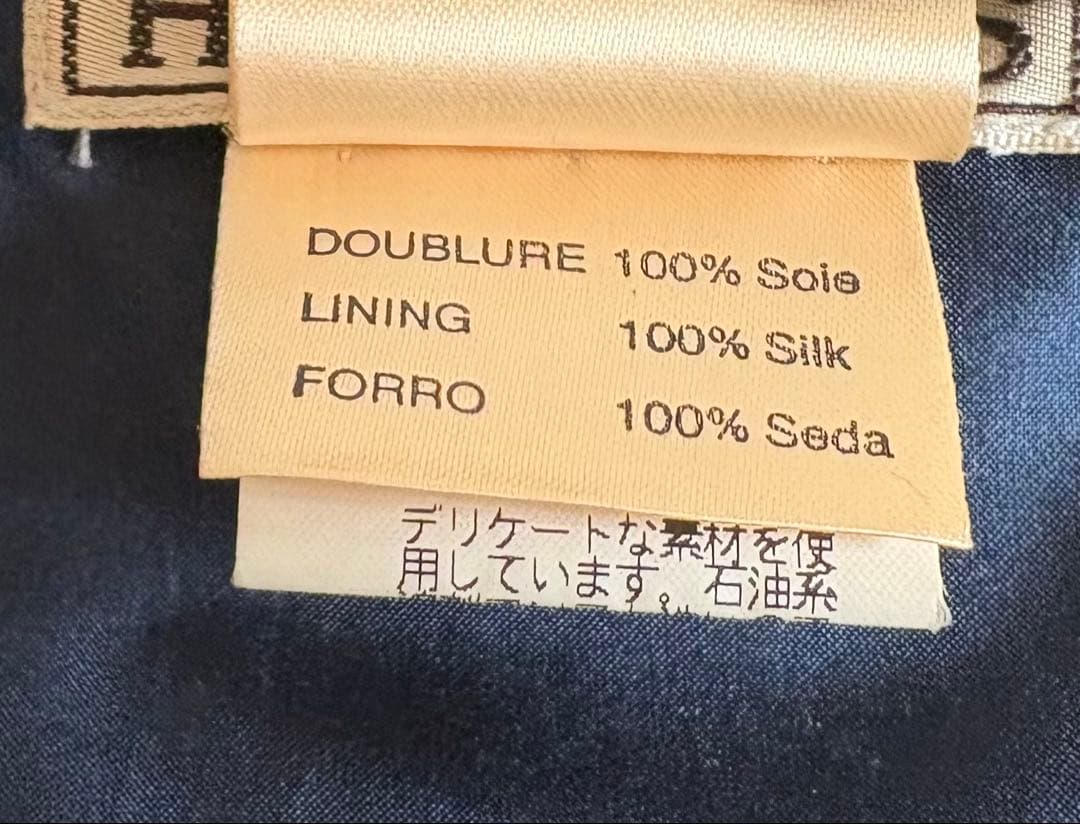 DOUBLURE 100% Soie
LINING 100% Silk
FORRO 100% Seda
デリケートな素材を使
用しています。石油系